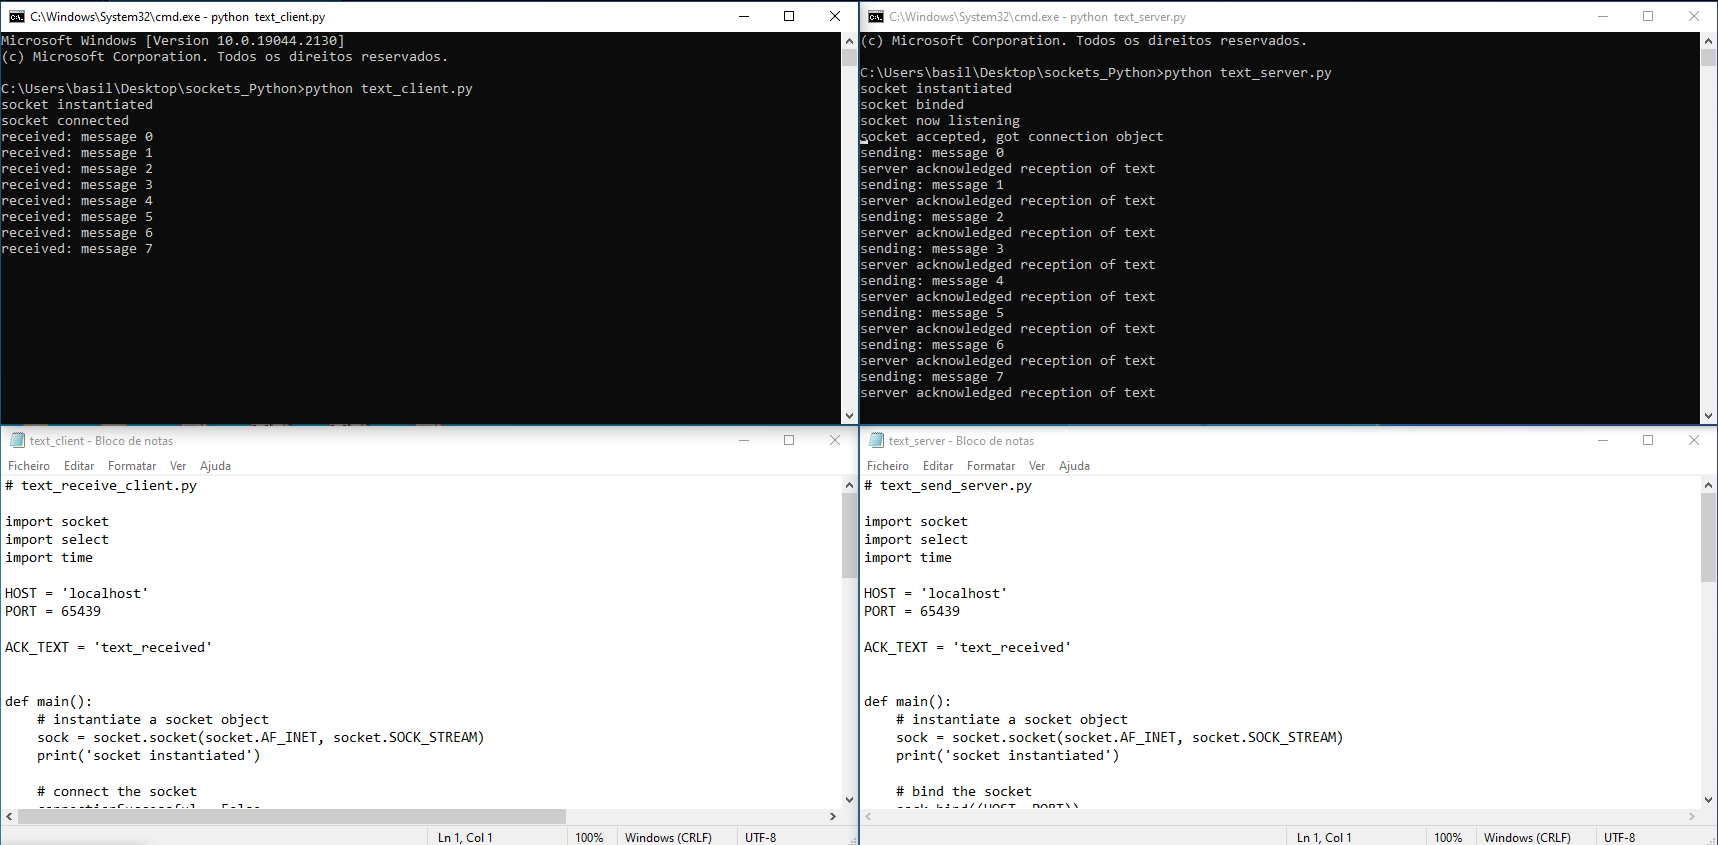 C:\Windows\System32\cmd.exe - python  text_client.py
Microsoft Windows [Version 10.0.19044.2130]
(c) Microsoft Corporation. Todos os direitos reservados.
C:\Users\basil\Desktop\sockets_Python>python text_client.py
socket instantiated
socket connected
received: message 0
received: message 1
received: message 2
received: message 3
received: message 4
received: message 5
received: message 6
received: message 7
C:\Windows\System32\cmd.exe - python  text_server.py
(c) Microsoft Corporation. Todos os direitos reservados.
C:\Users\basil\Desktop\sockets_Python>python text_server.py
socket instantiated
socket binded
socket now listening
socket accepted, got connection object
sending: message 0
server acknowledged reception of text
sending: message 1
server acknowledged reception of text
sending: message 2
server acknowledged reception of text
sending: message 3
server acknowledged reception of text
sending: message 4
server acknowledged reception of text
sending: message 5
server acknowledged reception of text
sending: message 6
server acknowledged reception of text
sending: message 7
server acknowledged reception of text
text_client - Bloco de notas
Ficheiro Editar Formatar Ver Ajuda
# text_receive_client.py
import socket
import select
import time
HOST = 'localhost'
PORT = 65439
ACK_TEXT = 'text_received'
def main():
    # instantiate a socket object
    sock = socket.socket(socket.AF_INET, socket.SOCK_STREAM)
    print('socket instantiated')
    # connect the socket
    connectionSuccessful = False
Ln 1, Col 1 100% Windows (CRLF) UTF-8
text_server - Bloco de notas
Ficheiro Editar Formatar Ver Ajuda
# text_send_server.py
import socket
import select
import time
HOST = 'localhost'
PORT = 65439
ACK_TEXT = 'text_received'
def main():
    # instantiate a socket object
    sock = socket.socket(socket.AF_INET, socket.SOCK_STREAM)
    print('socket instantiated')
    # bind the socket
    sock.bind((HOST, PORT))
Ln 1, Col 1 100% Windows (CRLF) UTF-8